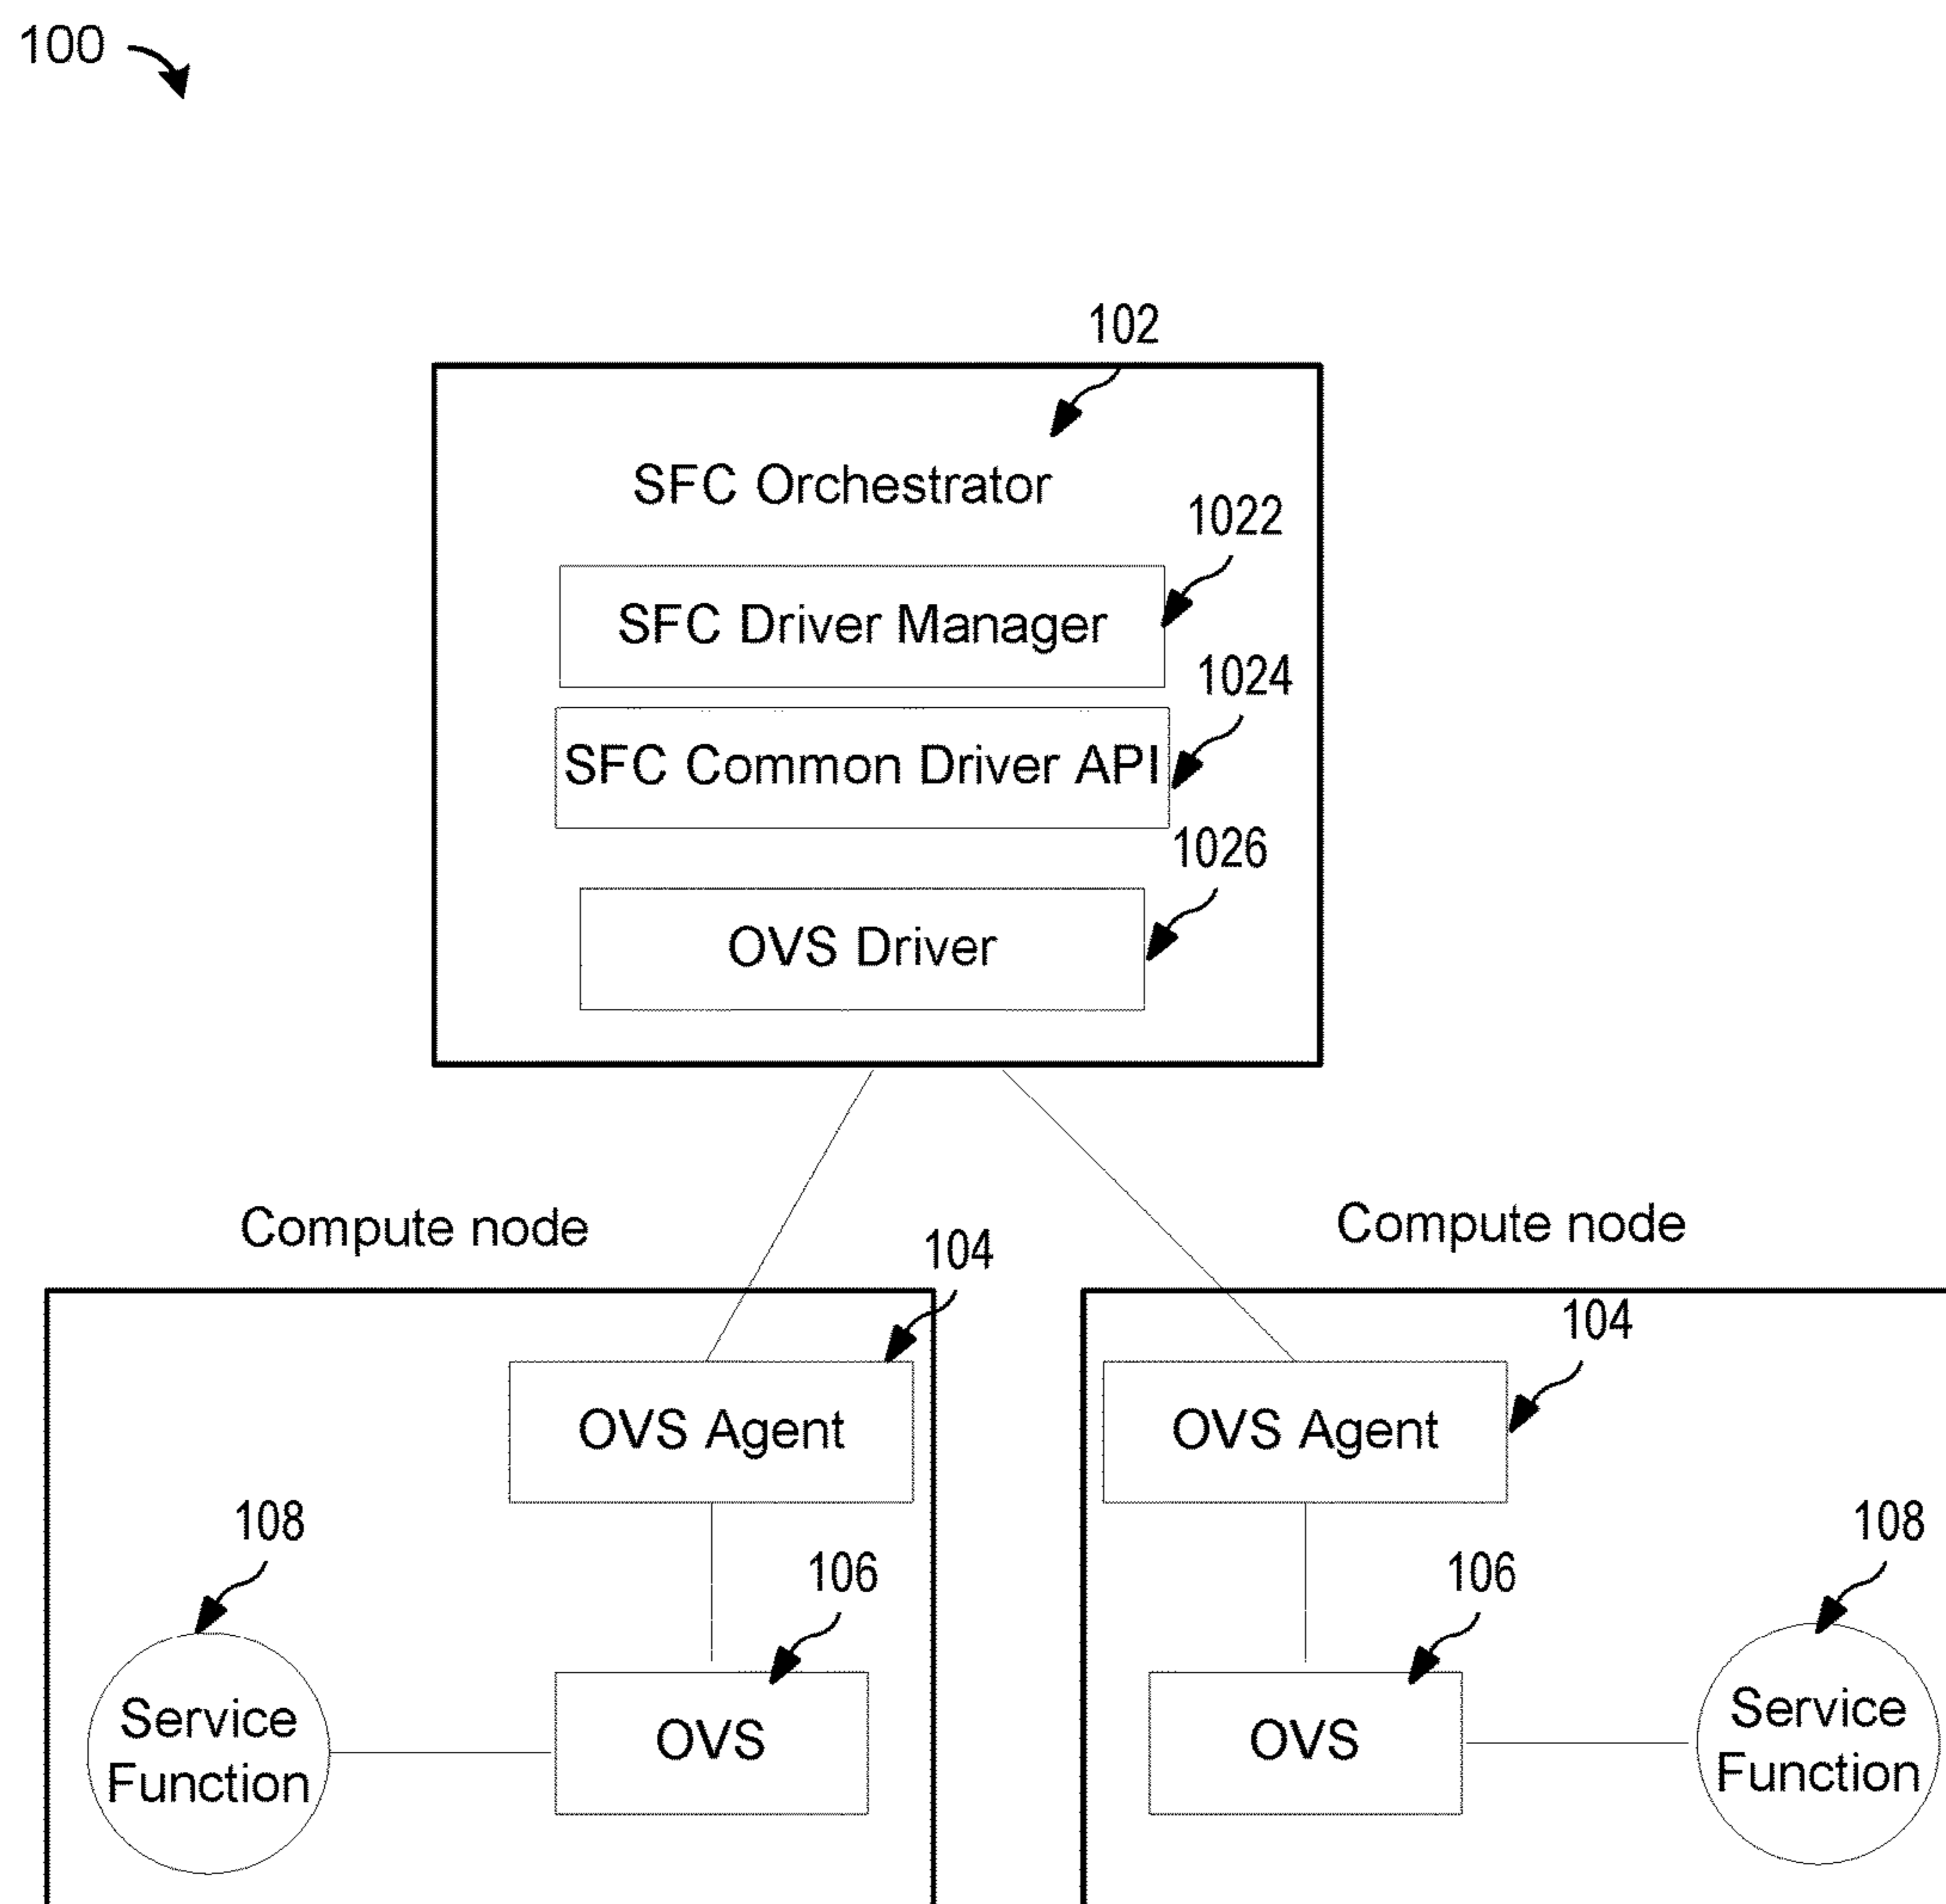 100
102
SFC Orchestrator
1022
SFC Driver Manager
1024
SFC Common Driver API
1026
OVS Driver
Compute node
Compute node
104
104
OVS Agent
OVS Agent
108
108
106
106
Service
Function
OVS
OVS
Service
Function